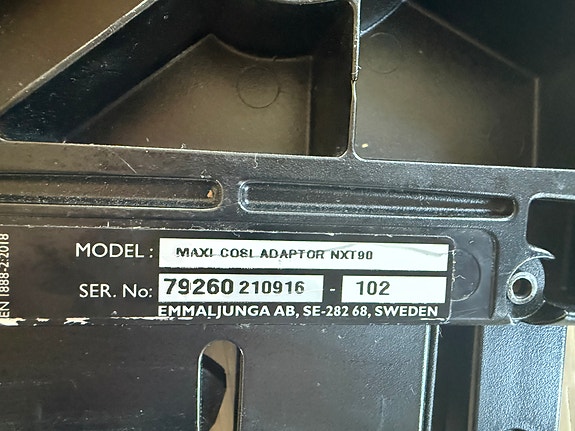 MODEL: MAXI COSI ADAPTOR NXT90
SER. No: 79260 210916 - 102
EMMALJUNGA AB, SE-282 68, SWEDEN
EN 1888-2:2018